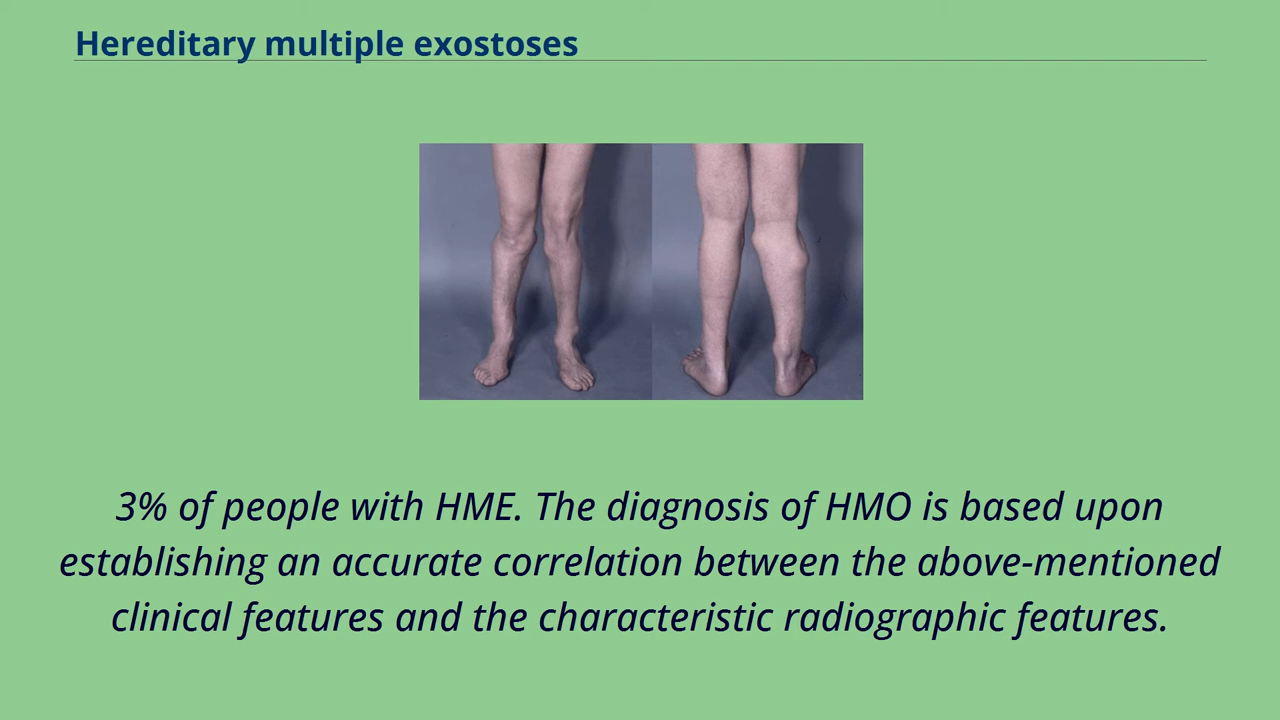 Hereditary multiple exostoses
3% of people with HME. The diagnosis of HMO is based upon
establishing an accurate correlation between the above-mentioned
clinical features and the characteristic radiographic features.